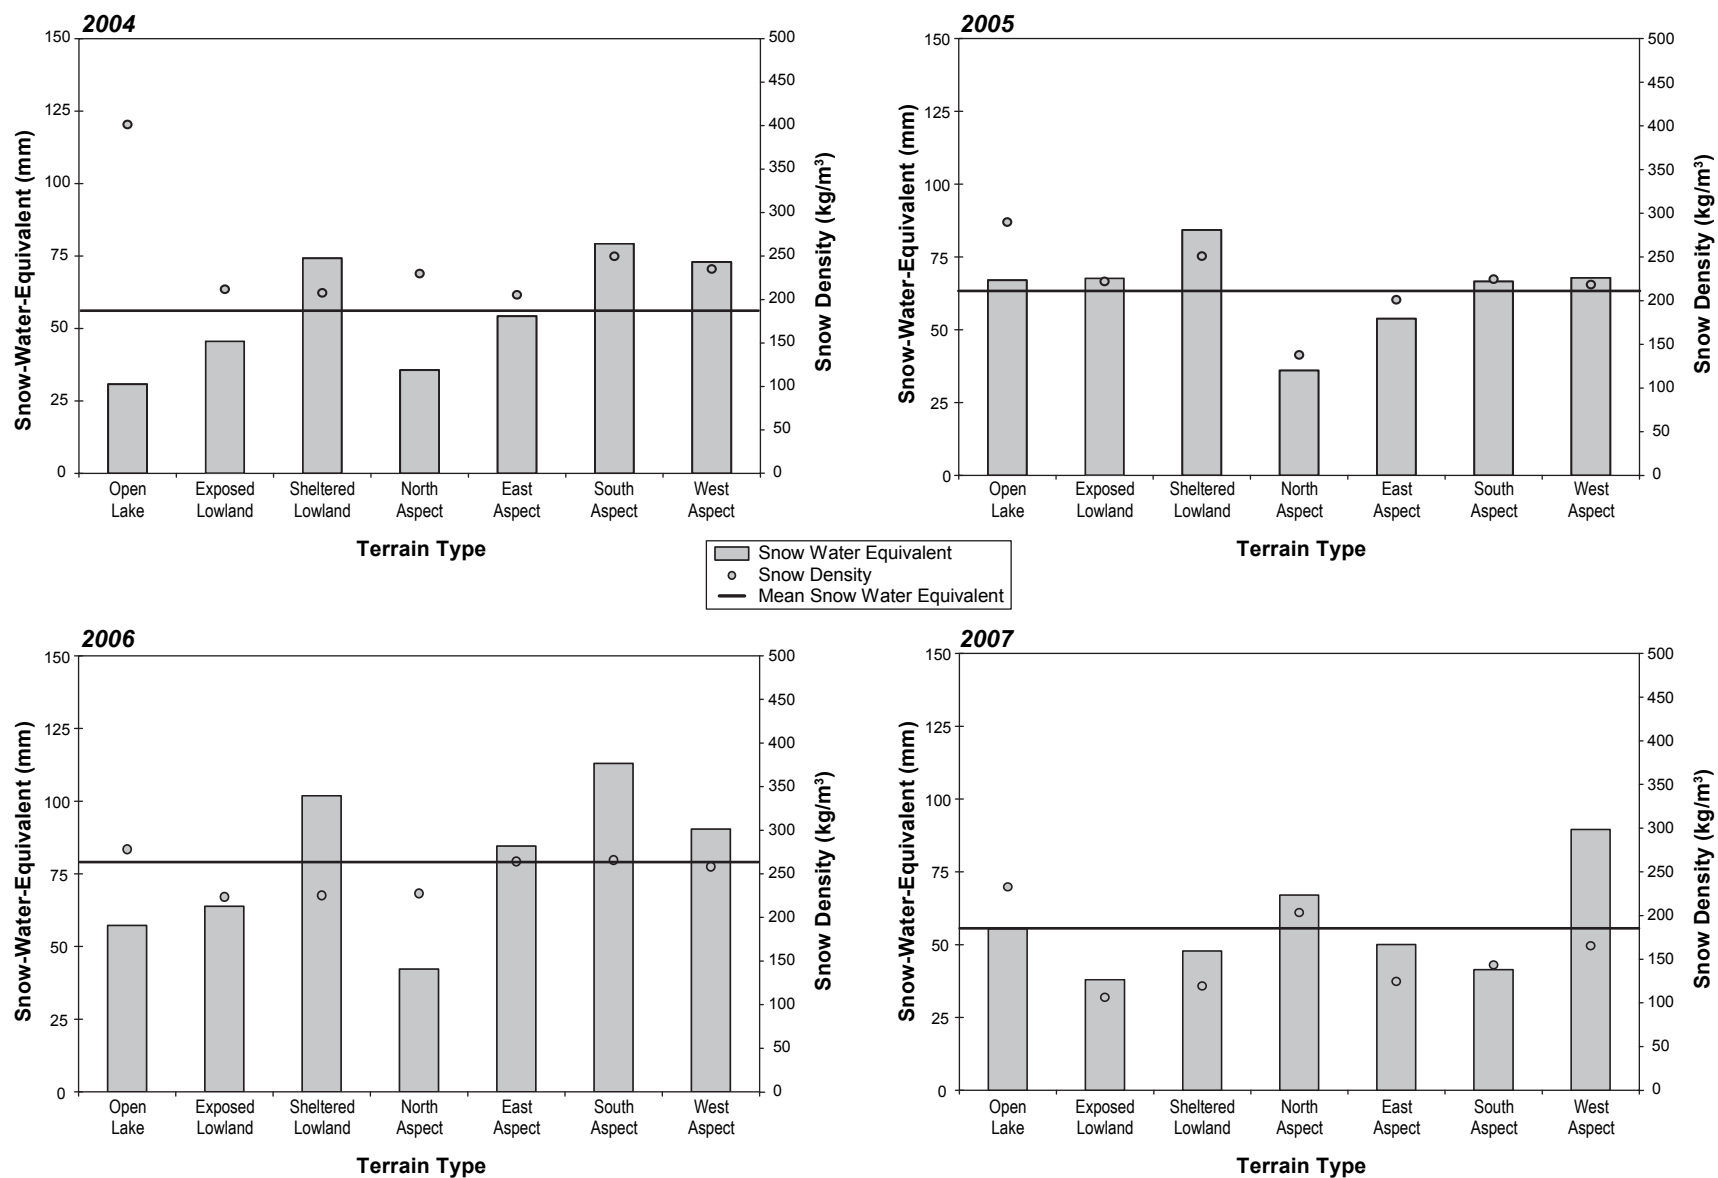 2004
150
125
100
75
50
25
0
Snow-Water-Equivalent (mm)
500
450
400
350
300
250
200
150
100
50
0
Snow Density (kg/m³)
Open Lake
Exposed Lowland
Sheltered Lowland
North Aspect
East Aspect
South Aspect
West Aspect
Terrain Type
2005
150
125
100
75
50
25
0
Snow-Water-Equivalent (mm)
500
450
400
350
300
250
200
150
100
50
0
Snow Density (kg/m³)
Open Lake
Exposed Lowland
Sheltered Lowland
North Aspect
East Aspect
South Aspect
West Aspect
Terrain Type
Snow Water Equivalent
Snow Density
Mean Snow Water Equivalent
2006
150
125
100
75
50
25
0
Snow-Water-Equivalent (mm)
500
450
400
350
300
250
200
150
100
50
0
Snow Density (kg/m³)
Open Lake
Exposed Lowland
Sheltered Lowland
North Aspect
East Aspect
South Aspect
West Aspect
Terrain Type
2007
150
125
100
75
50
25
0
Snow-Water-Equivalent (mm)
500
450
400
350
300
250
200
150
100
50
0
Snow Density (kg/m³)
Open Lake
Exposed Lowland
Sheltered Lowland
North Aspect
East Aspect
South Aspect
West Aspect
Terrain Type